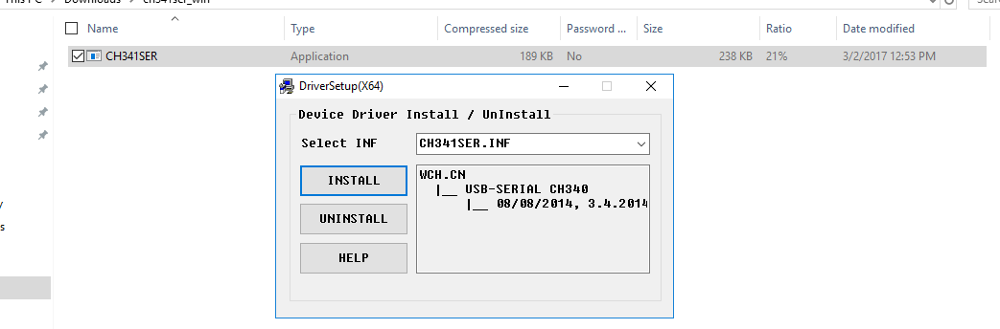 This PC > Downloads > ch341ser_win
Name Type Compressed size Password ... Size Ratio Date modified
CH341SER Application 189 KB No 238 KB 21% 3/2/2017 12:53 PM
DriverSetup(X64)
Device Driver Install / UnInstall
Select INF CH341SER.INF
INSTALL
UNINSTALL
HELP
WCH.CN
|__ USB-SERIAL CH340
|__ 08/08/2014, 3.4.2014